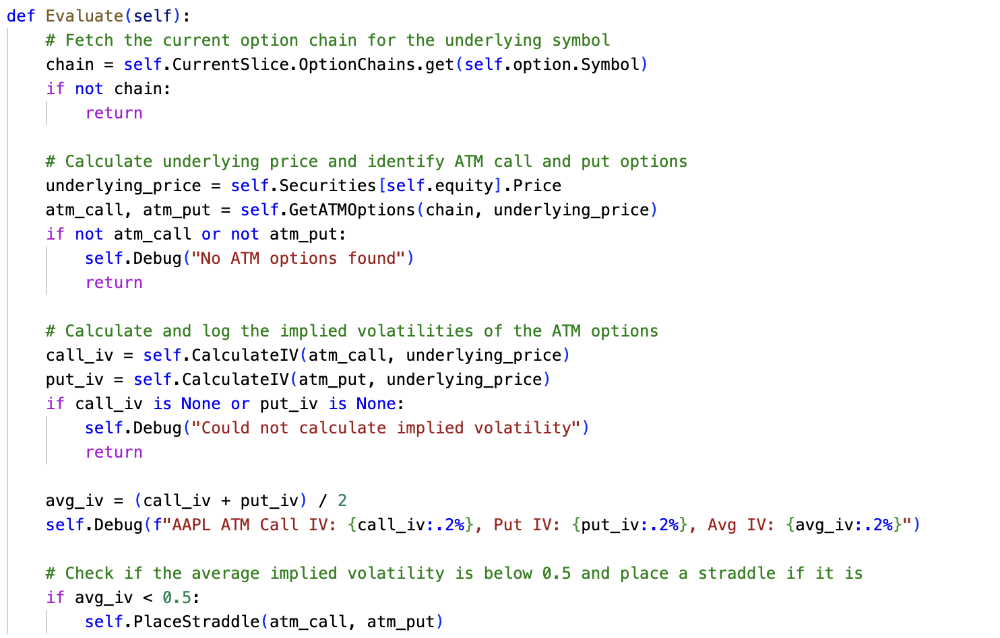 def Evaluate(self):
    # Fetch the current option chain for the underlying symbol
    chain = self.CurrentSlice.OptionChains.get(self.option.Symbol)
    if not chain:
        return

    # Calculate underlying price and identify ATM call and put options
    underlying_price = self.Securities[self.equity].Price
    atm_call, atm_put = self.GetATMOptions(chain, underlying_price)
    if not atm_call or not atm_put:
        self.Debug("No ATM options found")
        return

    # Calculate and log the implied volatilities of the ATM options
    call_iv = self.CalculateIV(atm_call, underlying_price)
    put_iv = self.CalculateIV(atm_put, underlying_price)
    if call_iv is None or put_iv is None:
        self.Debug("Could not calculate implied volatility")
        return

    avg_iv = (call_iv + put_iv) / 2
    self.Debug(f"AAPL ATM Call IV: {call_iv:.2%}, Put IV: {put_iv:.2%}, Avg IV: {avg_iv:.2%}")

    # Check if the average implied volatility is below 0.5 and place a straddle if it is
    if avg_iv < 0.5:
        self.PlaceStraddle(atm_call, atm_put)